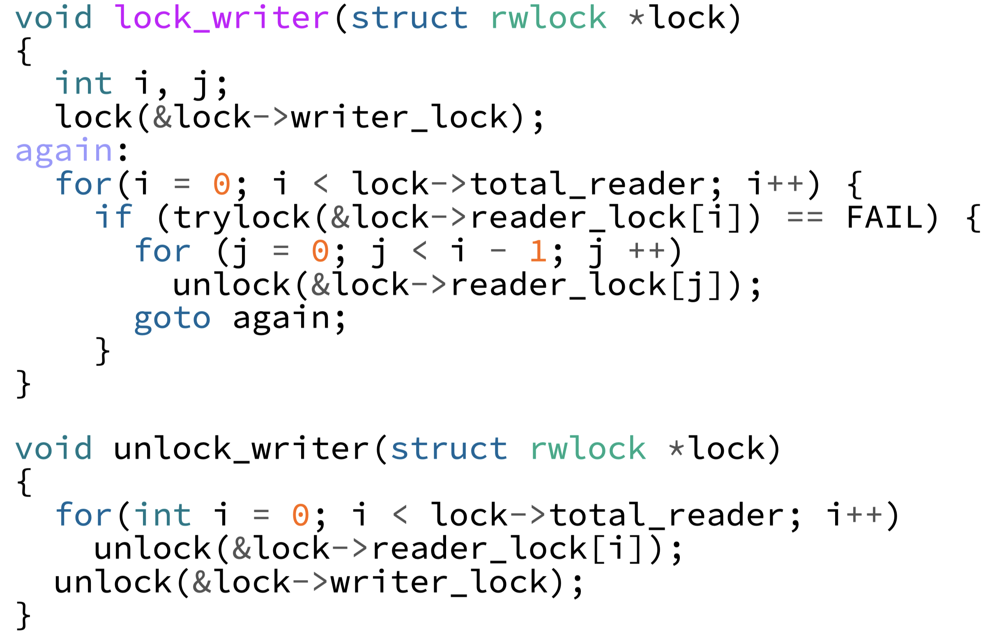 void lock_writer(struct rwlock *lock)
{
  int i, j;
  lock(&lock->writer_lock);
again:
  for(i = 0; i < lock->total_reader; i++) {
    if (trylock(&lock->reader_lock[i]) == FAIL) {
      for (j = 0; j < i - 1; j ++)
        unlock(&lock->reader_lock[j]);
      goto again;
    }
}

void unlock_writer(struct rwlock *lock)
{
  for(int i = 0; i < lock->total_reader; i++)
    unlock(&lock->reader_lock[i]);
  unlock(&lock->writer_lock);
}